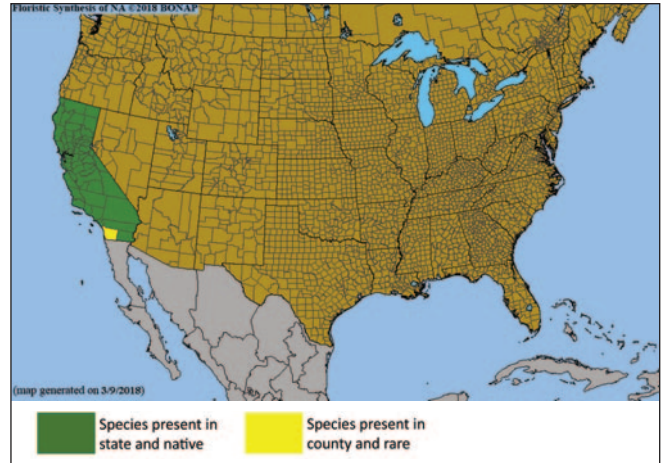 Floristic Synthesis of NA ©2018 BONAP
(map generated on 3/9/2018)
Species present in
state and native
Species present in
county and rare